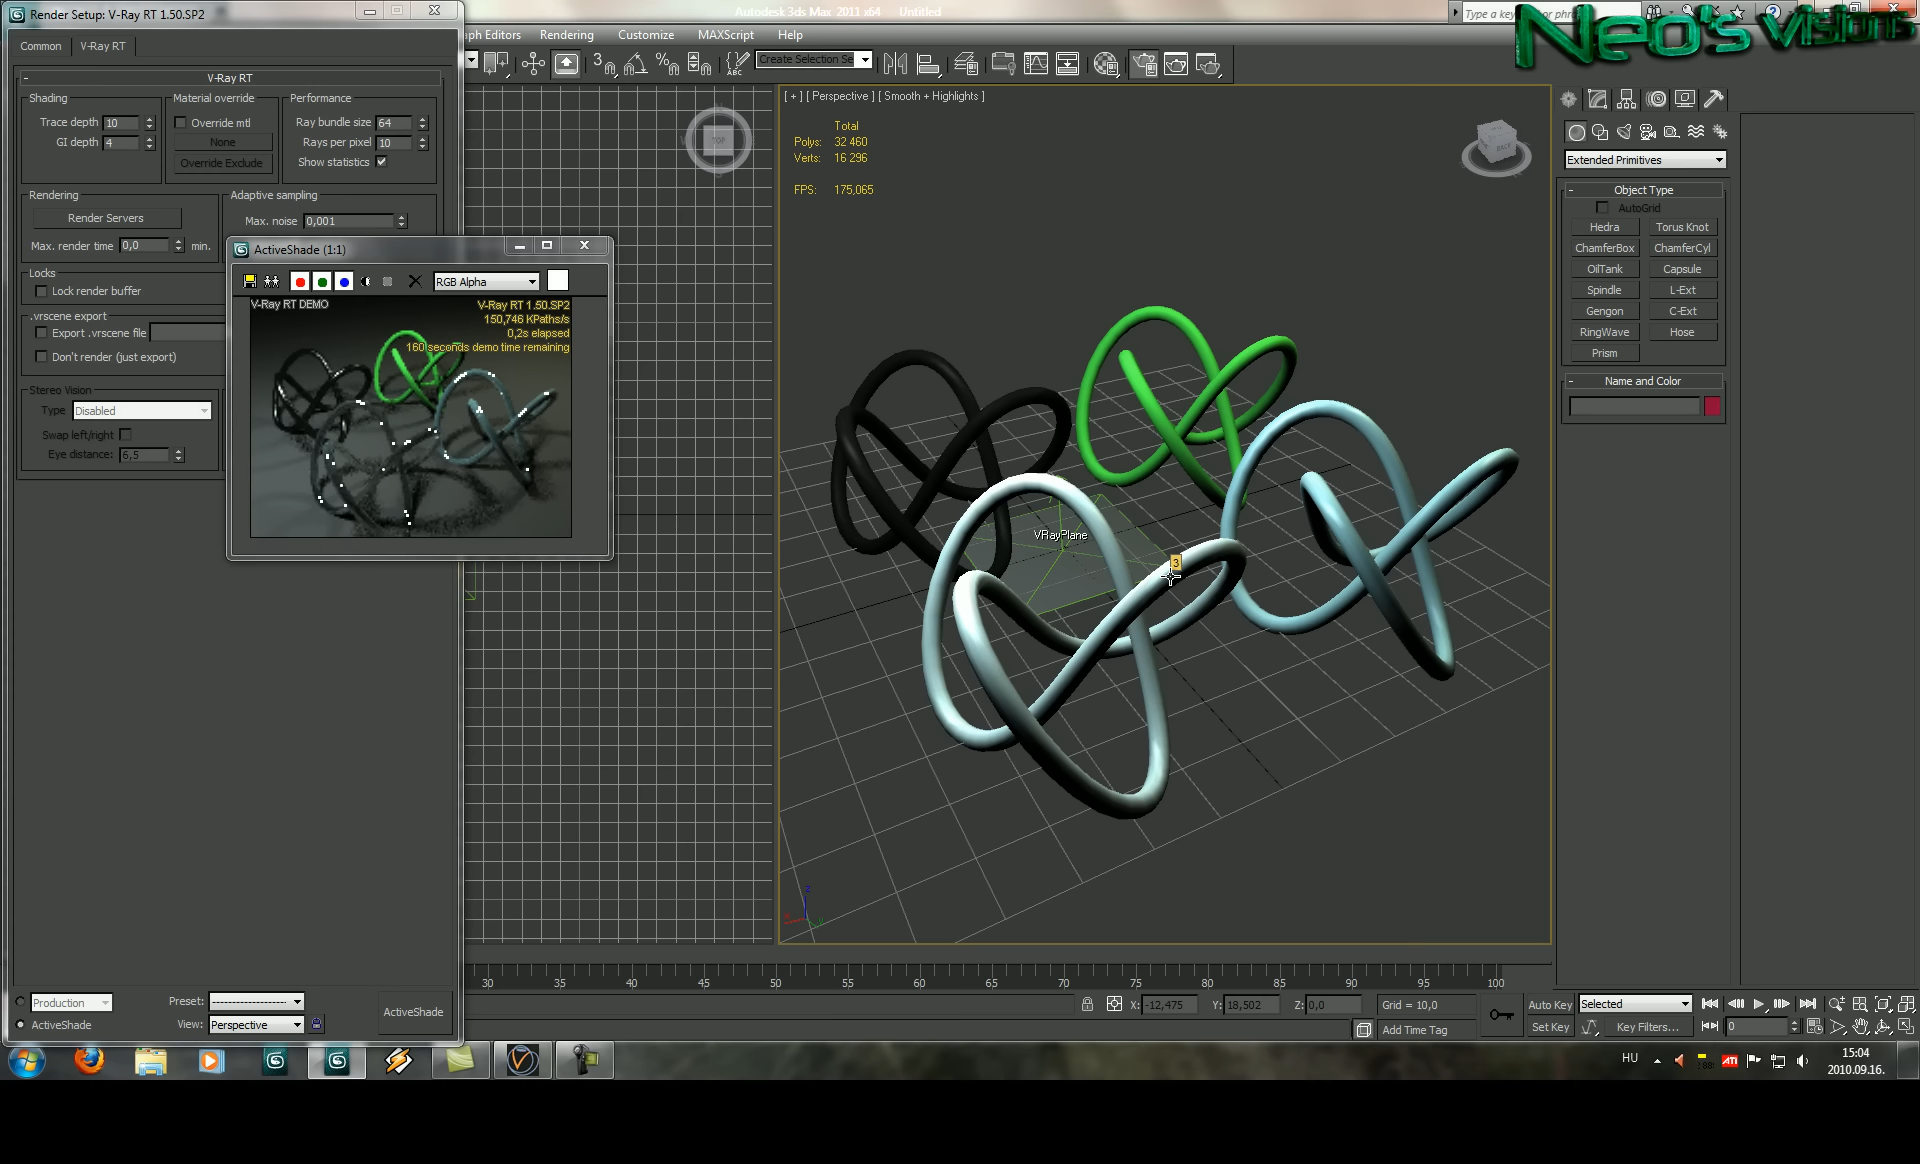 Render Setup: V-Ray RT 1.50.SP2
Autodesk 3ds Max 2011 x64 Untitled
Neo's visions
Common
V-Ray RT
ph Editors
Rendering
Customize
MAXScript
Help
Create Selection Se
V-Ray RT
Shading
Trace depth 10
GI depth 4
Material override
Override mtl
None
Override Exclude
Performance
Ray bundle size 64
Rays per pixel 10
Show statistics
Rendering
Render Servers
Max. render time 0,0 min.
Adaptive sampling
Max. noise 0,001
Locks
Lock render buffer
.vrscene export
Export .vrscene file
Don't render (just export)
Stereo Vision
Type Disabled
Swap left/right
Eye distance: 6,5
ActiveShade (1:1)
RGB Alpha
V-Ray RT DEMO
V-Ray RT 1.50.SP2
150,746 KPaths/s
0,2s elapsed
160 seconds demo time remaining
TOP
[ + ] [ Perspective ] [ Smooth + Highlights ]
Total
Polys: 32 460
Verts: 16 296
FPS: 175,065
BACK
VRayPlane
3
Extended Primitives
Object Type
AutoGrid
Hedra
Torus Knot
ChamferBox
ChamferCyl
OilTank
Capsule
Spindle
L-Ext
Gengon
C-Ext
RingWave
Hose
Prism
Name and Color
30 40 45 50 55 60 65 70 75 80 85 90 95 100
X: -12,475
Y: 18,502
Z: 0,0
Grid = 10,0
Add Time Tag
Auto Key
Selected
Set Key
Key Filters...
0
Production
ActiveShade
Preset:
View: Perspective
ActiveShade
HU
ATI
15:04
2010.09.16.